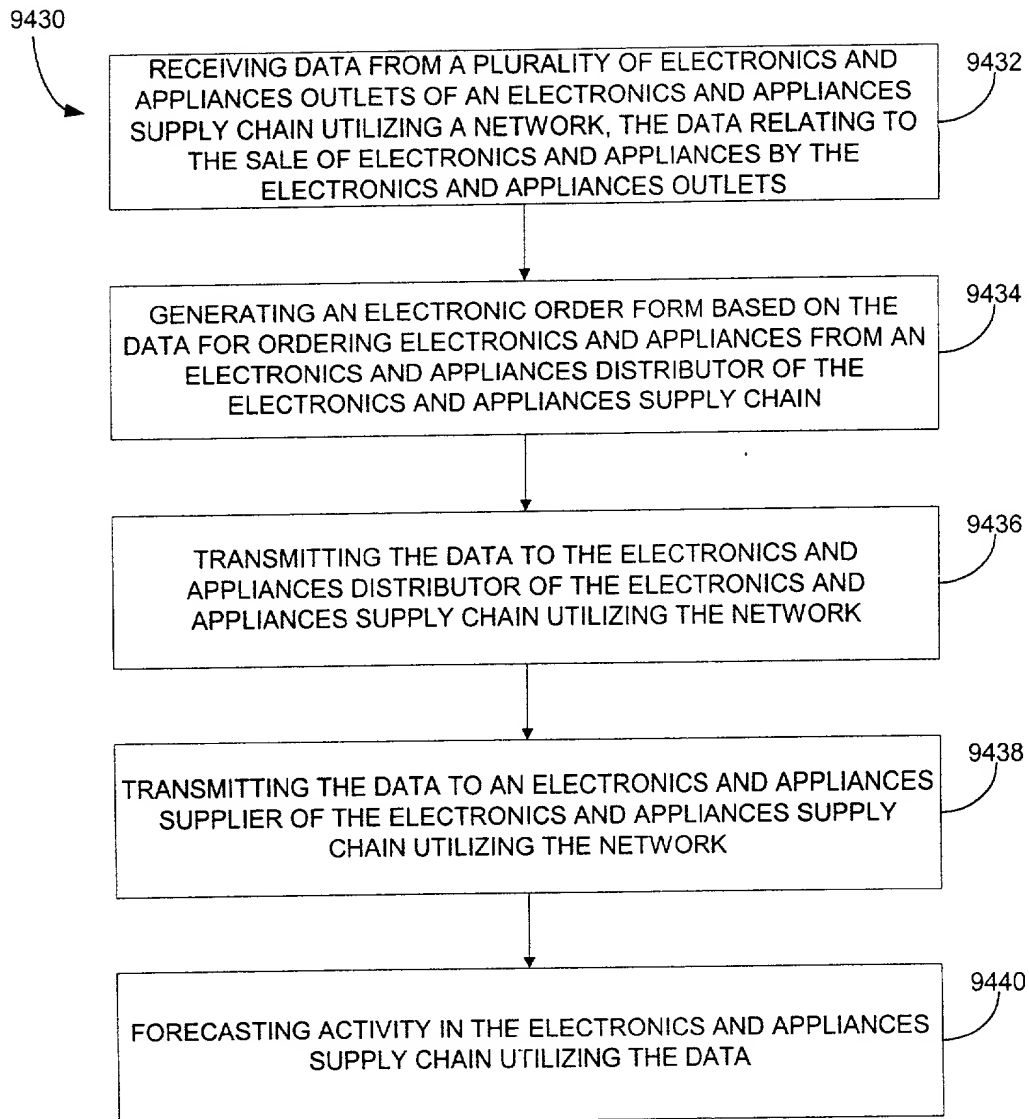 9430
RECEIVING DATA FROM A PLURALITY OF ELECTRONICS AND
APPLIANCES OUTLETS OF AN ELECTRONICS AND APPLIANCES
SUPPLY CHAIN UTILIZING A NETWORK, THE DATA RELATING TO
THE SALE OF ELECTRONICS AND APPLIANCES BY THE
ELECTRONICS AND APPLIANCES OUTLETS
9432
GENERATING AN ELECTRONIC ORDER FORM BASED ON THE
DATA FOR ORDERING ELECTRONICS AND APPLIANCES FROM AN
ELECTRONICS AND APPLIANCES DISTRIBUTOR OF THE
ELECTRONICS AND APPLIANCES SUPPLY CHAIN
9434
TRANSMITTING THE DATA TO THE ELECTRONICS AND
APPLIANCES DISTRIBUTOR OF THE ELECTRONICS AND
APPLIANCES SUPPLY CHAIN UTILIZING THE NETWORK
9436
TRANSMITTING THE DATA TO AN ELECTRONICS AND APPLIANCES
SUPPLIER OF THE ELECTRONICS AND APPLIANCES SUPPLY
CHAIN UTILIZING THE NETWORK
9438
FORECASTING ACTIVITY IN THE ELECTRONICS AND APPLIANCES
SUPPLY CHAIN UTILIZING THE DATA
9440